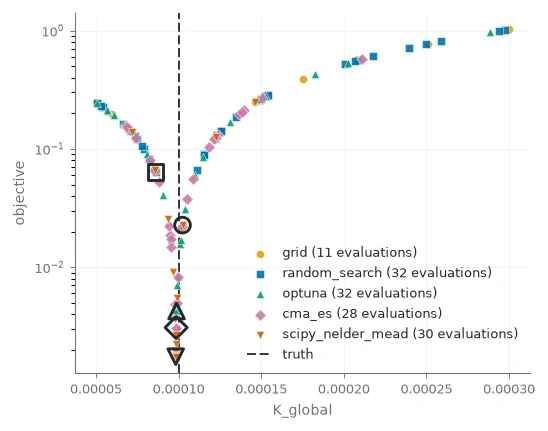 10⁰
10⁻¹
10⁻²
objective
grid (11 evaluations)
random_search (32 evaluations)
optuna (32 evaluations)
cma_es (28 evaluations)
scipy_nelder_mead (30 evaluations)
truth
0.00005 0.00010 0.00015 0.00020 0.00025 0.00030
K_global